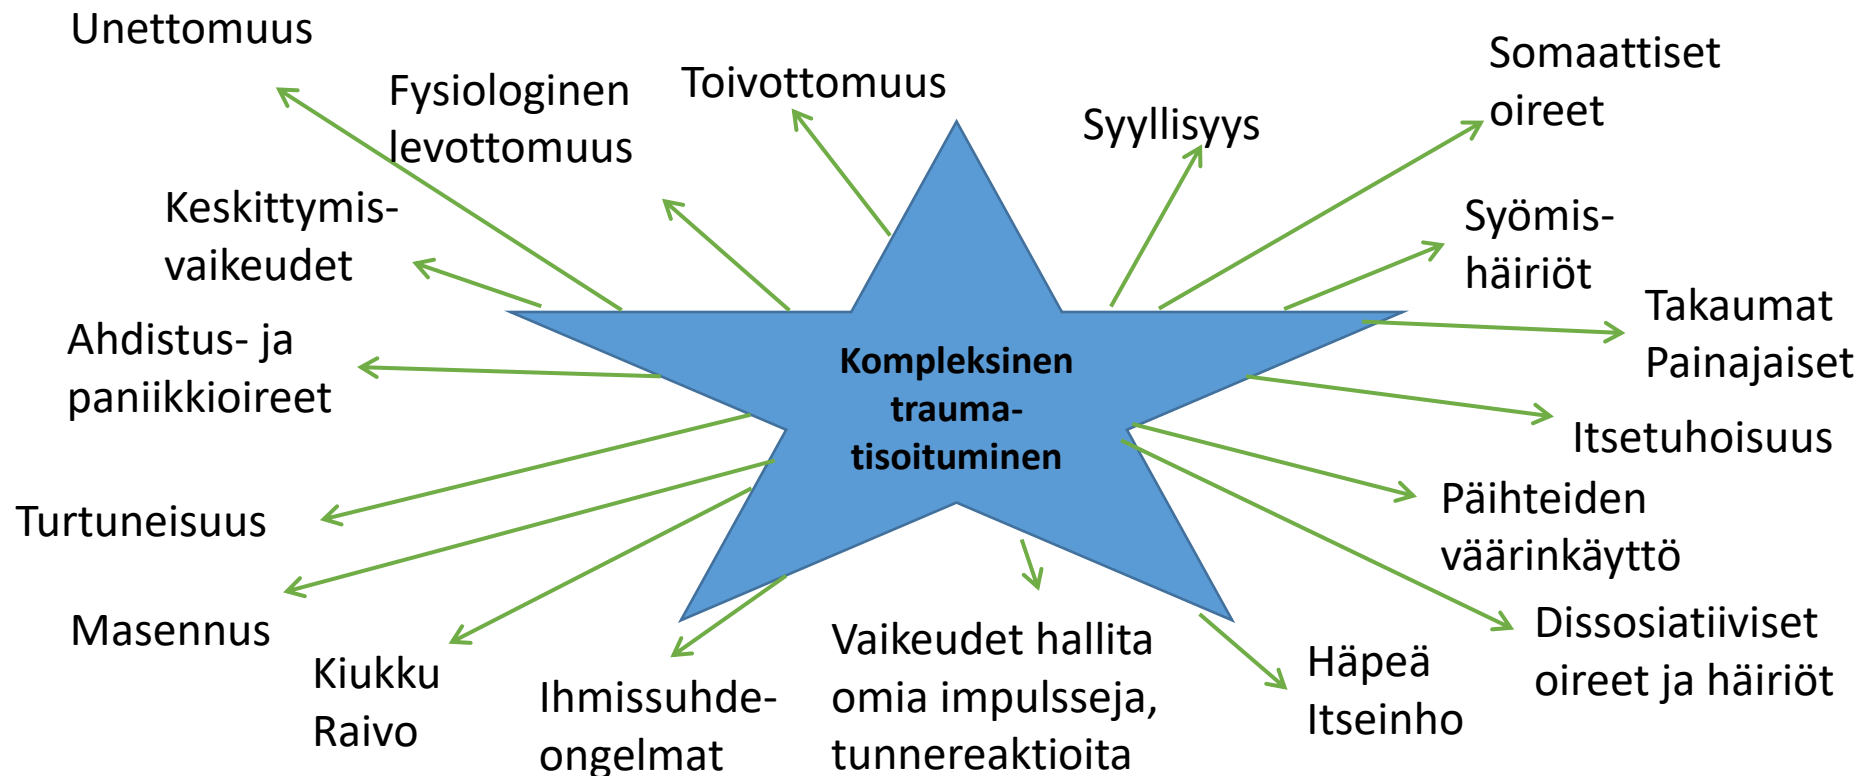 Unettomuus
Fysiologinen
levottomuus
Toivottomuus
Syyllisyys
Somaattiset
oireet
Keskittymis-
vaikeudet
Syömis-
häiriöt
Ahdistus- ja
paniikkioireet
Kompleksinen
trauma-
tisoituminen
Takaumat
Painajaiset
Itsetuhoisuus
Turtuneisuus
Päihteiden
väärinkäyttö
Masennus
Kiukku
Raivo
Ihmissuhde-
ongelmat
Vaikeudet hallita
omia impulsseja,
tunnereaktioita
Häpeä
Itseinho
Dissosiatiiviset
oireet ja häiriöt